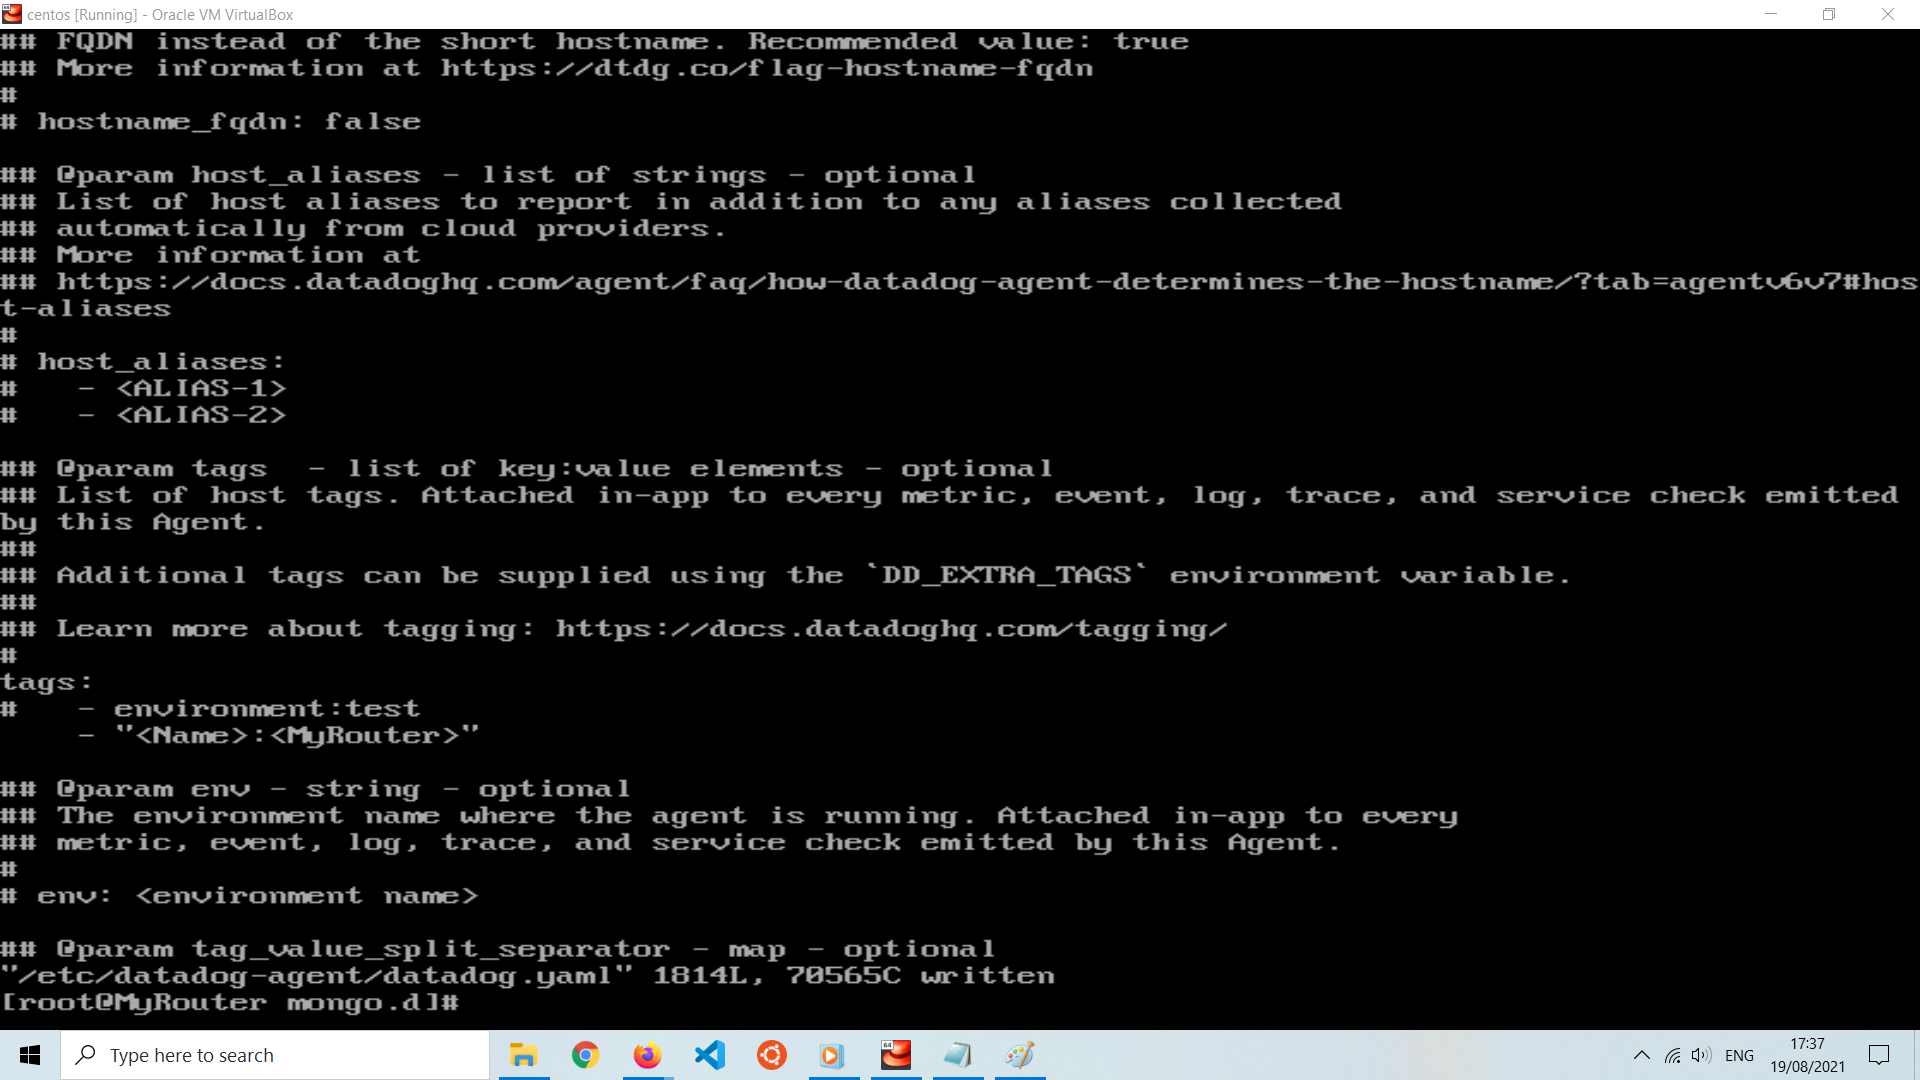 centos [Running] - Oracle VM VirtualBox
## FQDN instead of the short hostname. Recommended value: true
## More information at https://dtdg.co/flag-hostname-fqdn
#
# hostname_fqdn: false
## @param host_aliases - list of strings - optional
## List of host aliases to report in addition to any aliases collected
## automatically from cloud providers.
## More information at
## https://docs.datadoghq.com/agent/faq/how-datadog-agent-determines-the-hostname/?tab=agentv6v7#hos
t-aliases
#
# host_aliases:
#   - <ALIAS-1>
#   - <ALIAS-2>
## @param tags  - list of key:value elements - optional
## List of host tags. Attached in-app to every metric, event, log, trace, and service check emitted
by this Agent.
##
## Additional tags can be supplied using the `DD_EXTRA_TAGS` environment variable.
##
## Learn more about tagging: https://docs.datadoghq.com/tagging/
#
tags:
#   - environment:test
    - "<Name>:<MyRouter>"
## @param env - string - optional
## The environment name where the agent is running. Attached in-app to every
## metric, event, log, trace, and service check emitted by this Agent.
#
# env: <environment name>
## @param tag_value_split_separator - map - optional
"/etc/datadog-agent/datadog.yaml" 1814L, 70565C written
[root@MyRouter mongo.d]#
Type here to search
64
ENG
17:37
19/08/2021